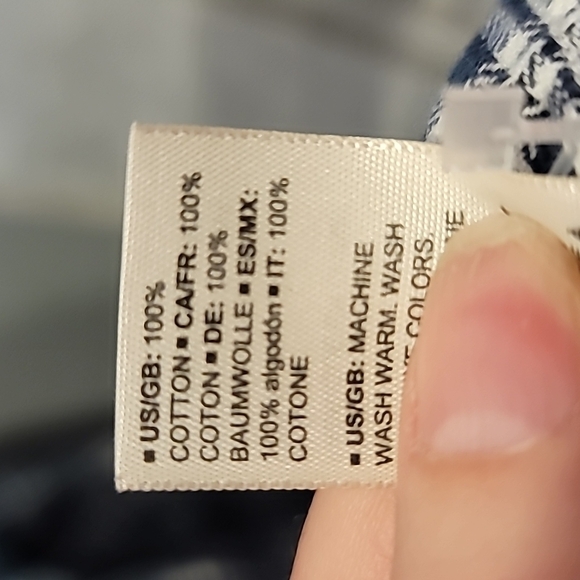 ▪ US/GB: 100%
COTTON ▪ CA/FR: 100%
COTON ▪ DE: 100%
BAUMWOLLE ▪ ES/MX:
100% algodón ▪ IT: 100%
COTONE
▪ US/GB: MACHINE
WASH WARM. WASH
COLORS.